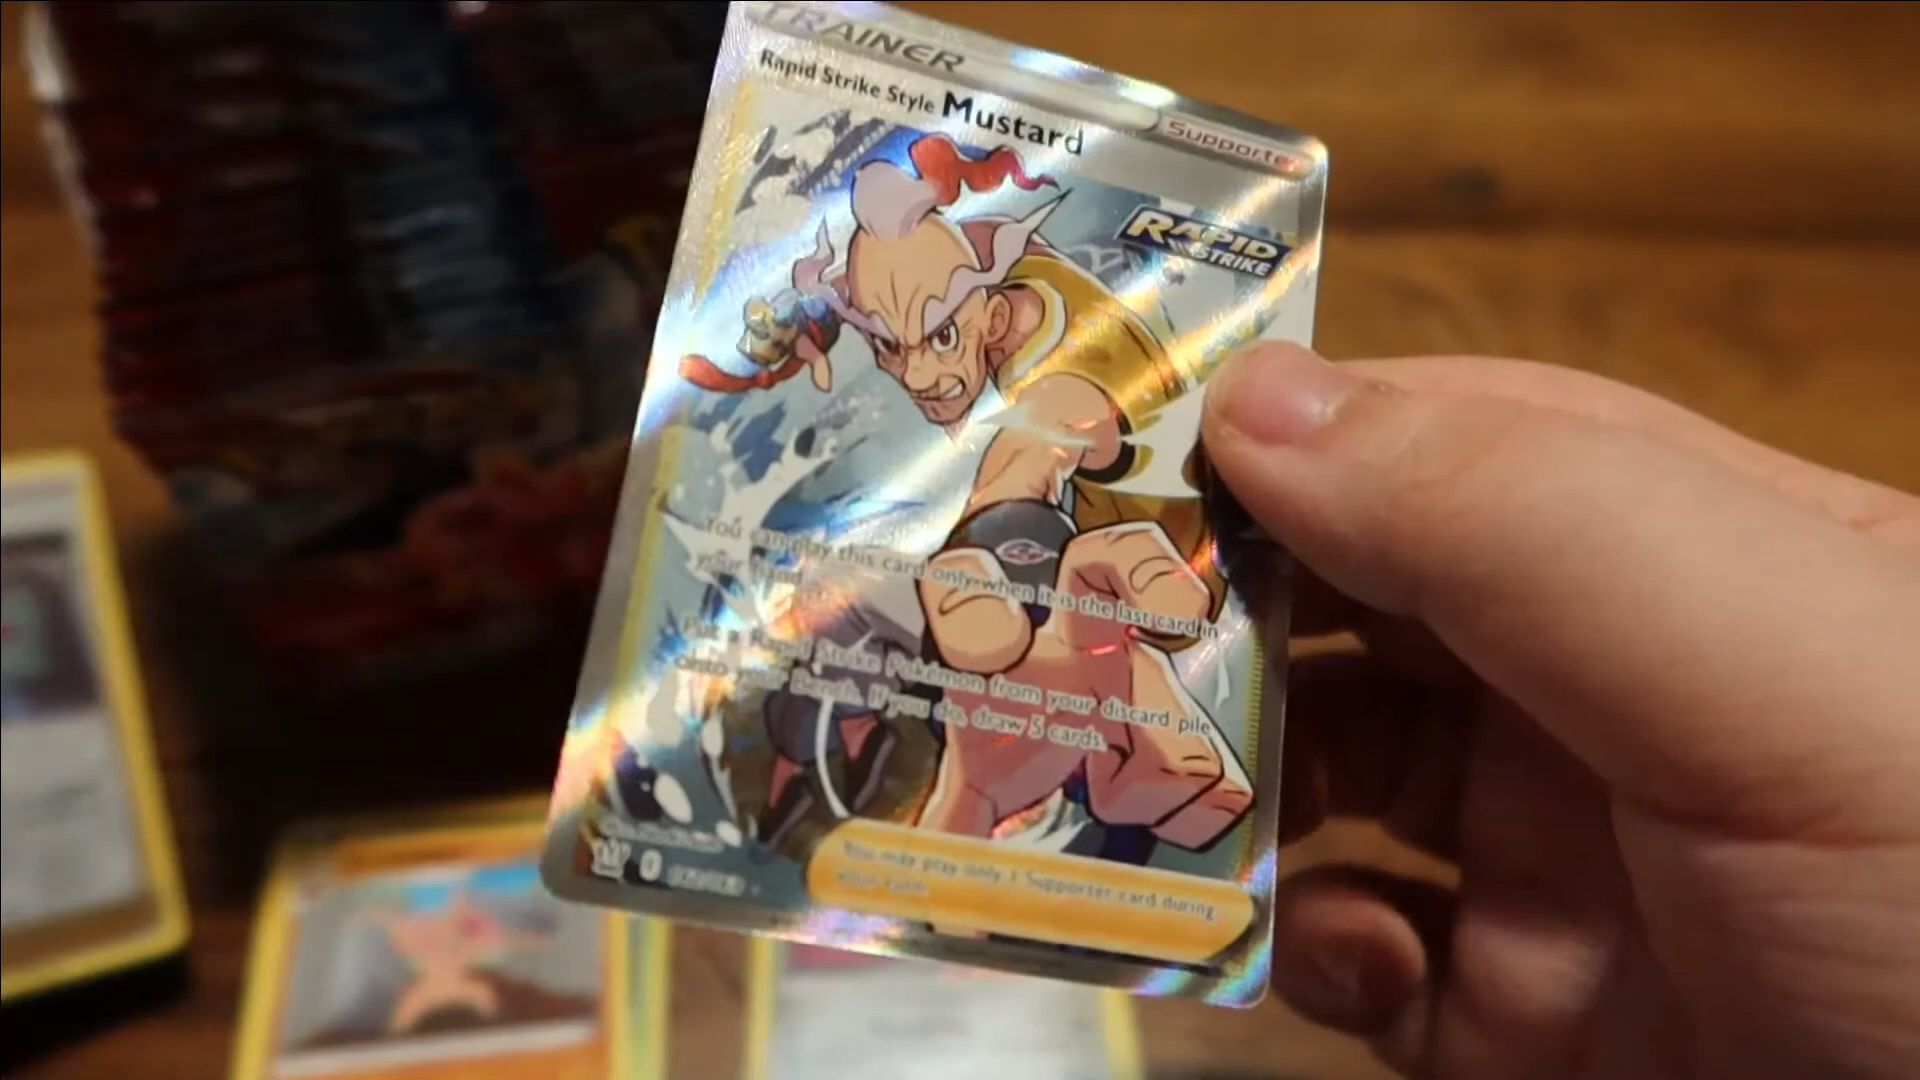 TRAINER
Rapid Strike Style Mustard
Supporter
RAPID
STRIKE
You can play this card only when it is the last card in
your hand.
Put a Rapid Strike Pokémon from your discard pile
onto your Bench. If you do, draw 5 cards.
You may play only 1 Supporter card during
your turn.